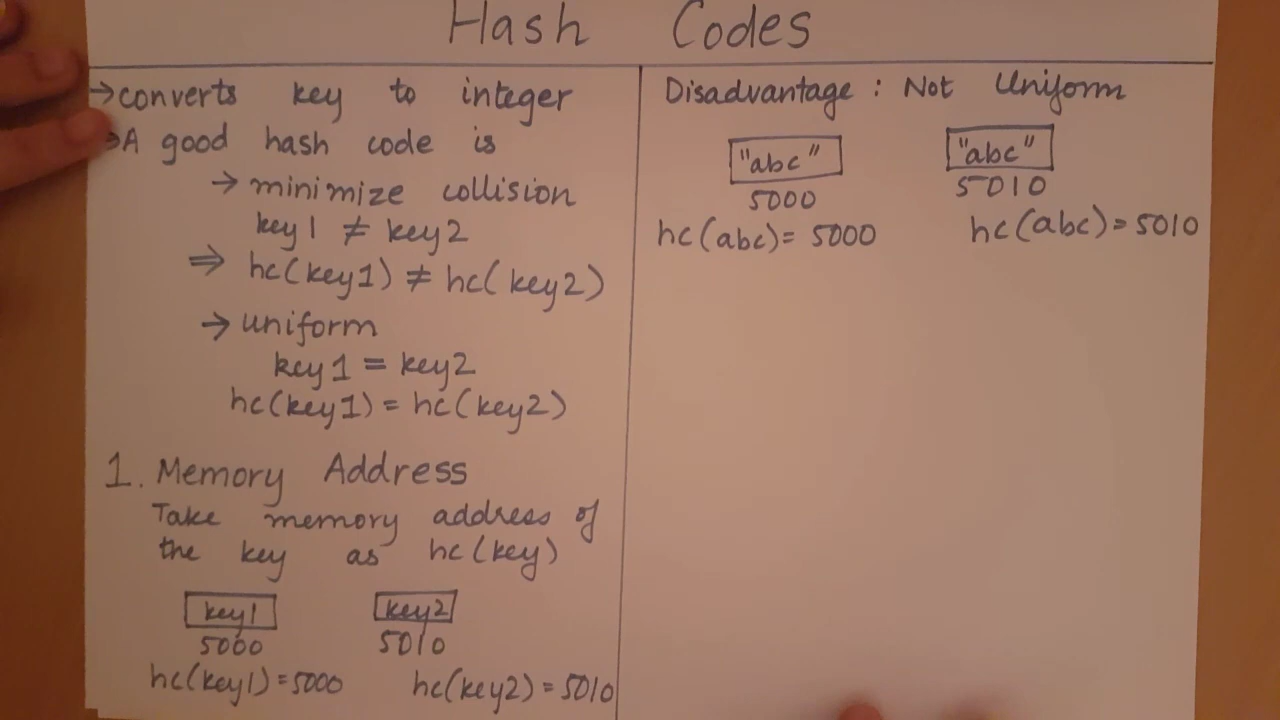 Hash Codes
→ converts key to integer
→ A good hash code is
→ minimize collision
key1 ≠ key2
⇒ hc(key1) ≠ hc(key2)
→ uniform
key1 = key2
hc(key1) = hc(key2)
1. Memory Address
Take memory address of
the key as hc(key)
key1 key2
5000 5010
hc(key1) = 5000 hc(key2) = 5010
Disadvantage : Not Uniform
"abc" "abc"
5000 5010
hc(abc) = 5000 hc(abc) = 5010